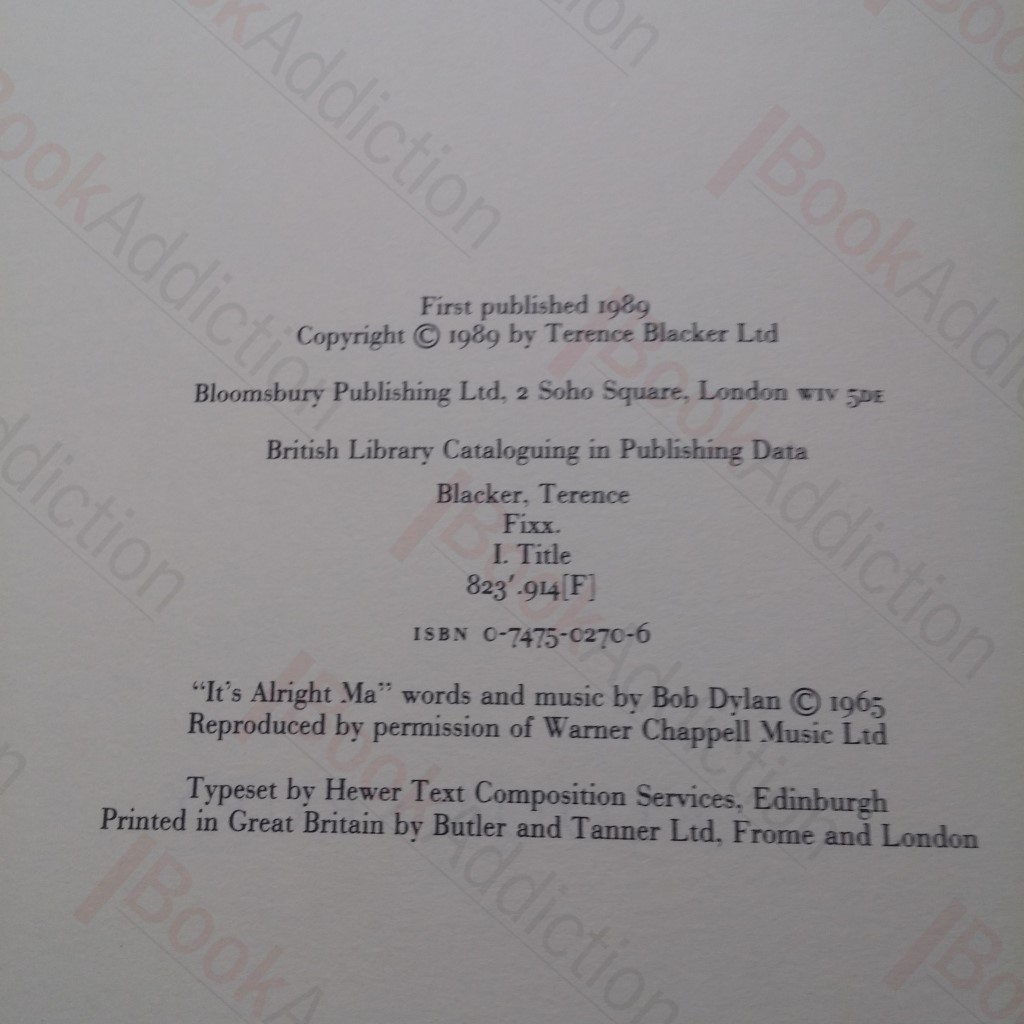 First published 1989
Copyright © 1989 by Terence Blacker Ltd
Bloomsbury Publishing Ltd, 2 Soho Square, London W1V 5DE
British Library Cataloguing in Publishing Data
Blacker, Terence
Fixx.
I. Title
823'.914[F]
ISBN 0-7475-0270-6
“It's Alright Ma” words and music by Bob Dylan © 1965
Reproduced by permission of Warner Chappell Music Ltd
Typeset by Hewer Text Composition Services, Edinburgh
Printed in Great Britain by Butler and Tanner Ltd, Frome and London
BookAddiction